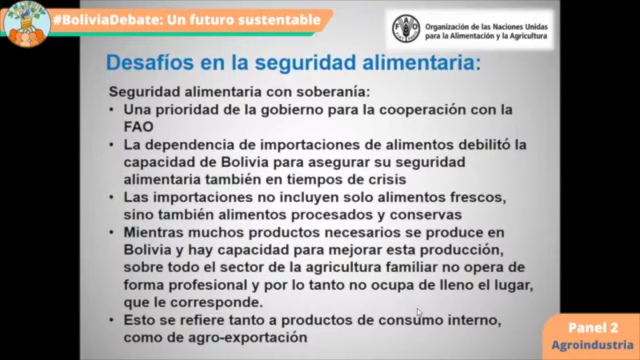 #BoliviaDebate: Un futuro sustentable
Organización de las Naciones Unidas
para la Alimentación y la Agricultura
Desafíos en la seguridad alimentaria:
Seguridad alimentaria con soberanía:
• Una prioridad de la gobierno para la cooperación con la
FAO
• La dependencia de importaciones de alimentos debilitó la
capacidad de Bolivia para asegurar su seguridad
alimentaria también en tiempos de crisis
• Las importaciones no incluyen solo alimentos frescos,
sino también alimentos procesados y conservas
• Mientras muchos productos necesarios se produce en
Bolivia y hay capacidad para mejorar esta producción,
sobre todo el sector de la agricultura familiar no opera de
forma profesional y por lo tanto no ocupa de lleno el lugar,
que le corresponde.
• Esto se refiere tanto a productos de consumo interno,
como de agro-exportación
Panel 2
Agroindustria